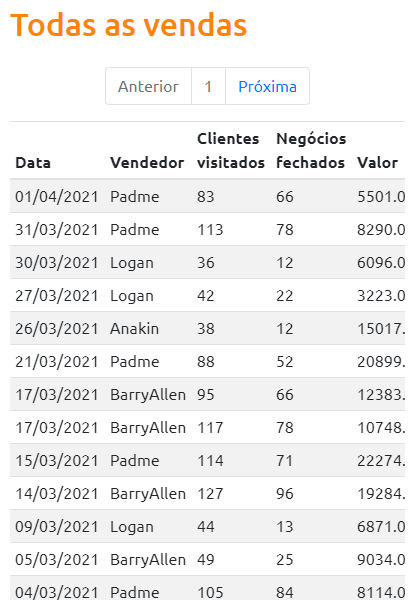 Todas as vendas
Anterior 1 Próxima
Data Vendedor Clientes visitados Negócios fechados Valor
01/04/2021 Padme 83 66 5501.0
31/03/2021 Padme 113 78 8290.0
30/03/2021 Logan 36 12 6096.0
27/03/2021 Logan 42 22 3223.0
26/03/2021 Anakin 38 12 15017.
21/03/2021 Padme 88 52 20899.
17/03/2021 BarryAllen 95 66 12383.
17/03/2021 BarryAllen 117 78 10748.
15/03/2021 Padme 114 71 22274.
14/03/2021 BarryAllen 127 96 19284.
09/03/2021 Logan 44 13 6871.0
05/03/2021 BarryAllen 49 25 9034.0
04/03/2021 Padme 105 84 8114.0